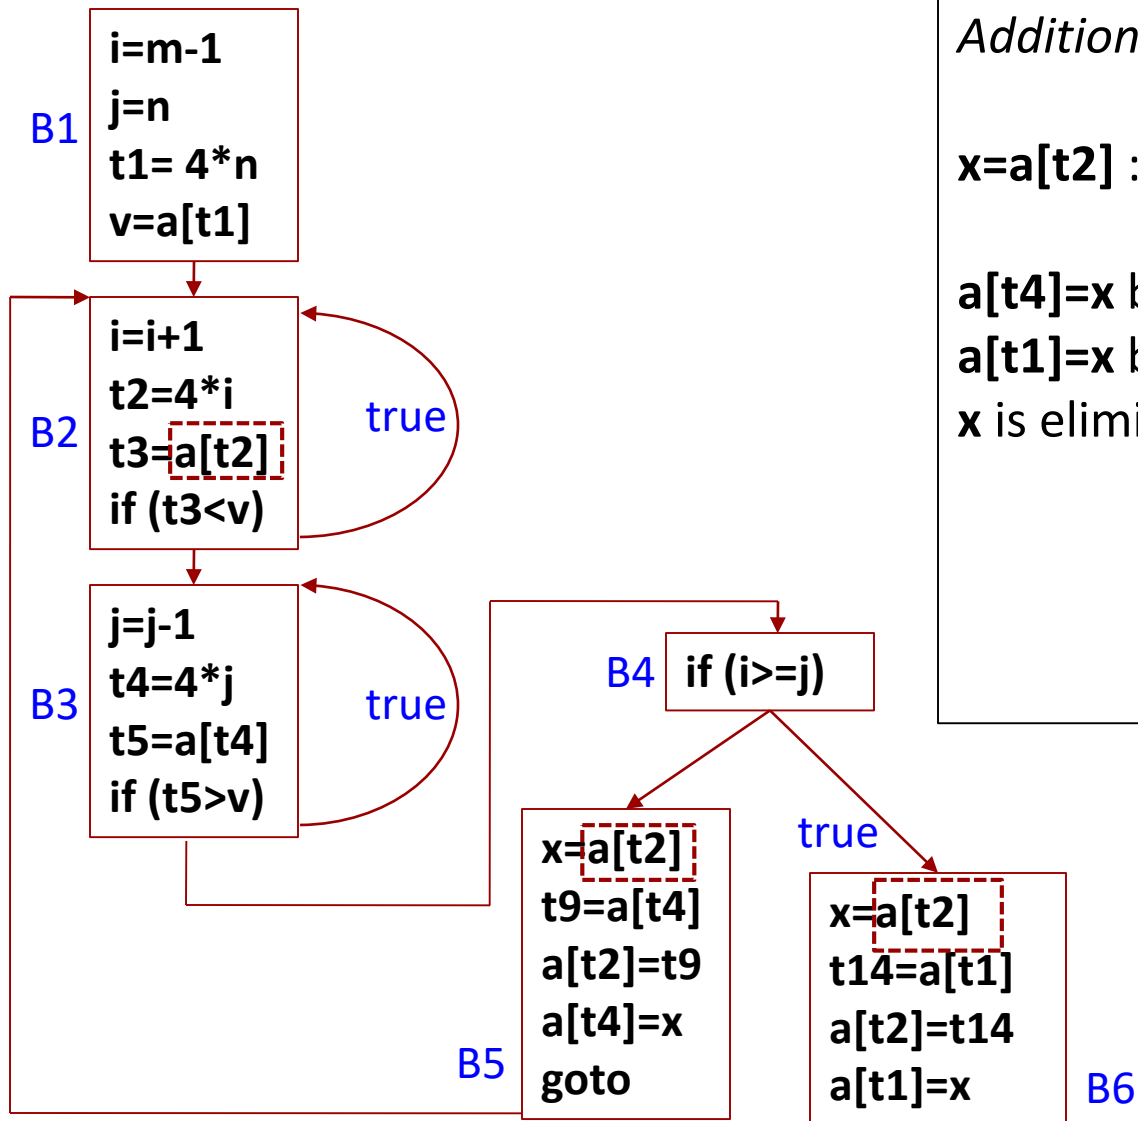 B1
i=m-1
j=n
t1= 4*n
v=a[t1]
B2
i=i+1
t2=4*i
t3=a[t2]
if (t3<v)
true
B3
j=j-1
t4=4*j
t5=a[t4]
if (t5>v)
true
B4
if (i>=j)
true
B5
x=a[t2]
t9=a[t4]
a[t2]=t9
a[t4]=x
goto
B6
x=a[t2]
t14=a[t1]
a[t2]=t14
a[t1]=x
Addition
x=a[t2] :
a[t4]=x b
a[t1]=x b
x is elimi